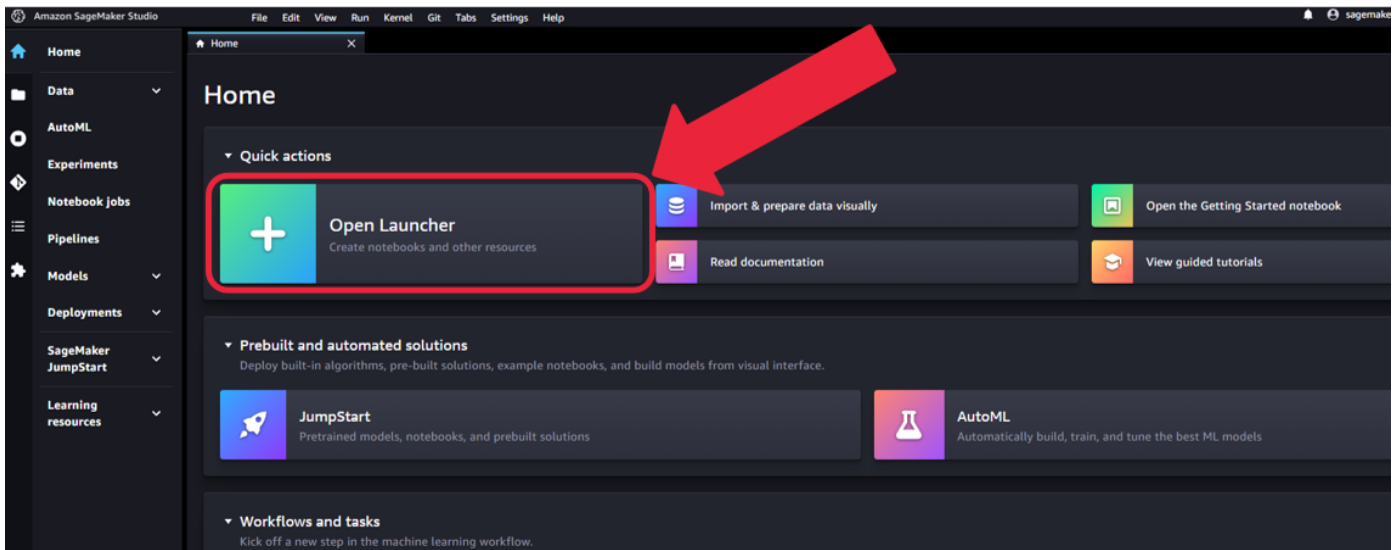 Amazon SageMaker Studio
File Edit View Run Kernel Git Tabs Settings Help
sagemake
Home
Data
AutoML
Experiments
Notebook jobs
Pipelines
Models
Deployments
SageMaker
JumpStart
Learning
resources
Home
Home
Quick actions
Open Launcher
Create notebooks and other resources
Import & prepare data visually
Open the Getting Started notebook
Read documentation
View guided tutorials
Prebuilt and automated solutions
Deploy built-in algorithms, pre-built solutions, example notebooks, and build models from visual interface.
JumpStart
Pretrained models, notebooks, and prebuilt solutions
AutoML
Automatically build, train, and tune the best ML models
Workflows and tasks
Kick off a new step in the machine learning workflow.